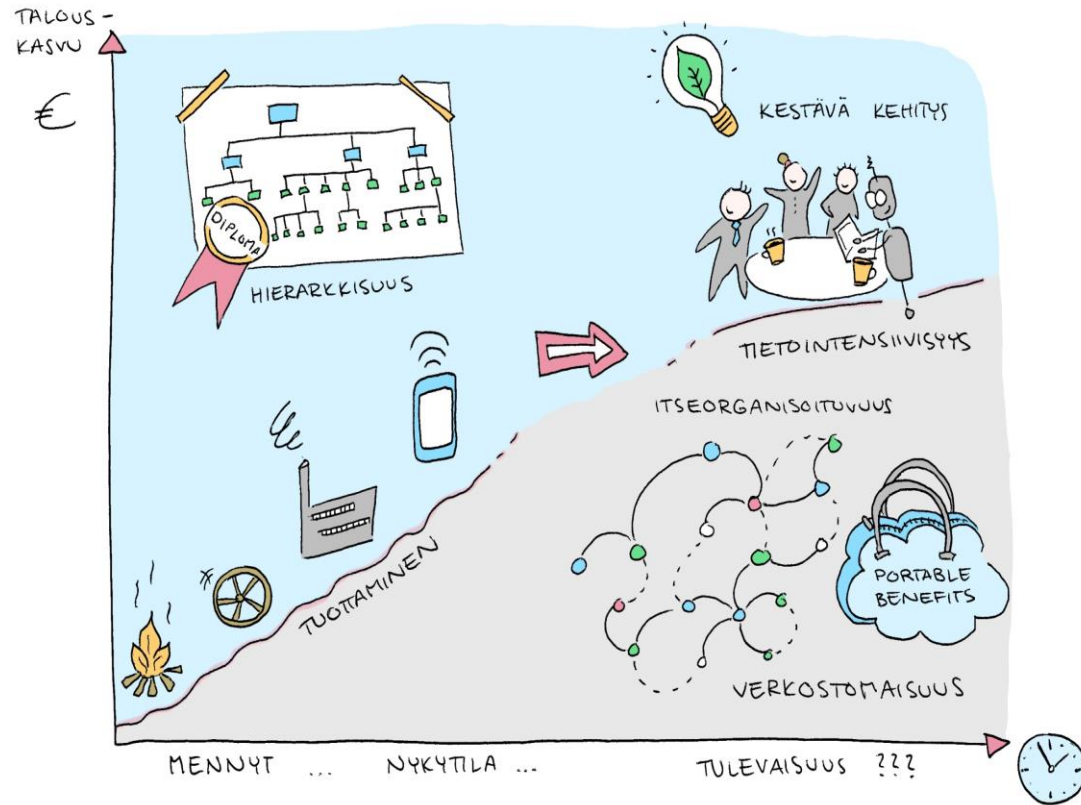 TALOUS-
KASVU
€
DIPLOMA
HIERARKKISUUS
KESTÄVÄ KEHITYS
TIETOINTENSIIVISYYS
ITSEORGANISOITUVUUS
TUOTTAMINEN
PORTABLE
BENEFITS
VERKOSTOMAISUUS
MENNYT ... NYKYTILA ... TULEVAISUUS ???